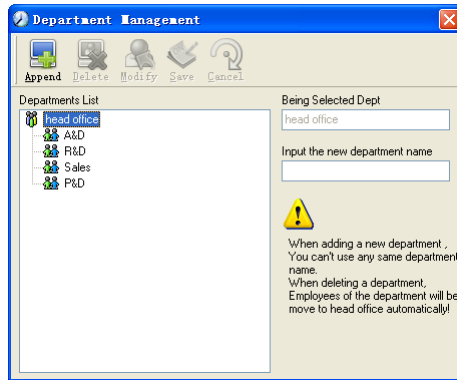 Department Management
Append Delete Modify Save Cancel
Departments List
head office
A&D
R&D
Sales
P&D
Being Selected Dept
head office
Input the new department name
When adding a new department ,
You can't use any same department
name.
When deleting a department,
Employees of the department will be
move to head office automatically!